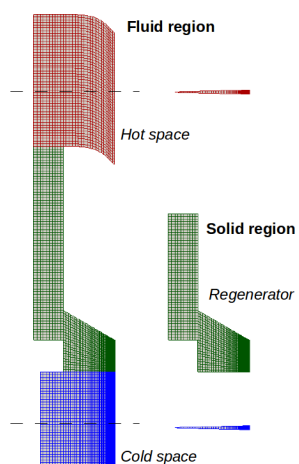 Fluid region
Hot space
Solid region
Regenerator
Cold space